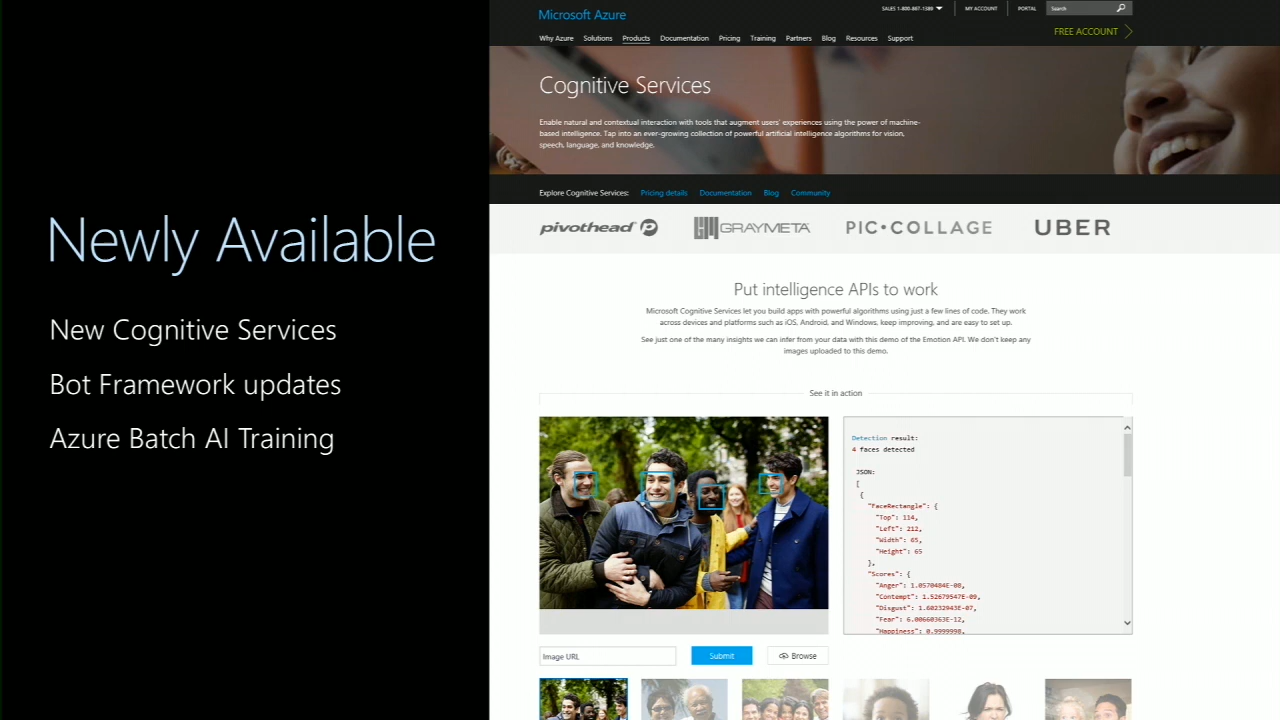 Newly Available
New Cognitive Services
Bot Framework updates
Azure Batch AI Training
Microsoft Azure
SALES 1-800-867-1389
MY ACCOUNT
PORTAL
Search
Why Azure Solutions Products Documentation Pricing Training Partners Blog Resources Support
FREE ACCOUNT
Cognitive Services
Enable natural and contextual interaction with tools that augment users' experiences using the power of machine-
based intelligence. Tap into an ever-growing collection of powerful artificial intelligence algorithms for vision,
speech, language, and knowledge.
Explore Cognitive Services: Pricing details Documentation Blog Community
pivothead GRAYMETA PIC•COLLAGE UBER
Put intelligence APIs to work
Microsoft Cognitive Services let you build apps with powerful algorithms using just a few lines of code. They work
across devices and platforms such as iOS, Android, and Windows, keep improving, and are easy to set up.
See just one of the many insights we can infer from your data with this demo of the Emotion API. We don't keep any
images uploaded to this demo.
See it in action
Detection result:
4 faces detected
JSON:
[
{
"FaceRectangle": {
"Top": 114,
"Left": 212,
"Width": 65,
"Height": 65
},
"Scores": {
"Anger": 1.0570484E-08,
"Contempt": 1.52679547E-09,
"Disgust": 1.60232943E-07,
"Fear": 6.00660363E-12,
"Happiness": 0.9999998,
Image URL
Submit
Browse